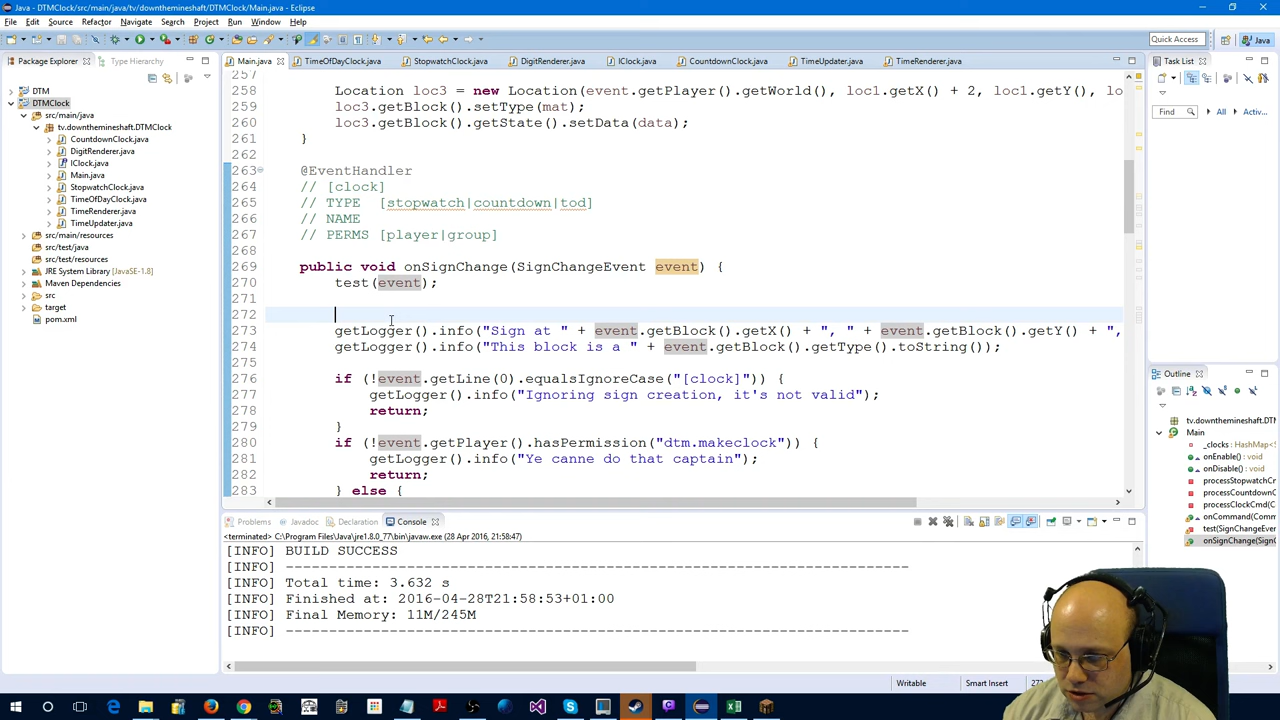 Java - DTMClock/src/main/java/tv/downthemineshaft/DTMClock/Main.java - Eclipse
File Edit Source Refactor Navigate Search Project Run Window Help
Quick Access
Java
Package Explorer
Type Hierarchy
DTM
DTMClock
src/main/java
tv.downthemineshaft.DTMClock
CountdownClock.java
DigitRenderer.java
IClock.java
Main.java
StopwatchClock.java
TimeOfDayClock.java
TimeRenderer.java
TimeUpdater.java
src/main/resources
src/test/java
src/test/resources
JRE System Library [JavaSE-1.8]
Maven Dependencies
src
target
pom.xml
Main.java TimeOfDayClock.java StopwatchClock.java DigitRenderer.java IClock.java CountdownClock.java TimeUpdater.java TimeRenderer.java
257
258 Location loc3 = new Location(event.getPlayer().getWorld(), loc1.getX() + 2, loc1.getY(), lo
259 loc3.getBlock().setType(mat);
260 loc3.getBlock().getState().setData(data);
261 }
262
263 @EventHandler
264 // [clock]
265 // TYPE [stopwatch|countdown|tod]
266 // NAME
267 // PERMS [player|group]
268
269 public void onSignChange(SignChangeEvent event) {
270 test(event);
271
272
273 getLogger().info("Sign at " + event.getBlock().getX() + ", " + event.getBlock().getY() + ",
274 getLogger().info("This block is a " + event.getBlock().getType().toString());
275
276 if (!event.getLine(0).equalsIgnoreCase("[clock]")) {
277 getLogger().info("Ignoring sign creation, it's not valid");
278 return;
279 }
280 if (!event.getPlayer().hasPermission("dtm.makeclock")) {
281 getLogger().info("Ye canne do that captain");
282 return;
283 } else {
Problems Javadoc Declaration Console
<terminated> C:\Program Files\Java\jre1.8.0_77\bin\javaw.exe (28 Apr 2016, 21:58:47)
[INFO] BUILD SUCCESS
[INFO] ------------------------------------------------------------------------
[INFO] Total time: 3.632 s
[INFO] Finished at: 2016-04-28T21:58:53+01:00
[INFO] Final Memory: 11M/245M
[INFO] ------------------------------------------------------------------------
Task List
Find
All
Activ...
Outline
tv.downthemineshaft.
Main
_clocks : HashMap<
onEnable() : void
onDisable() : void
processStopwatchCr
processCountdownC
processClockCmd(C
onCommand(Comm
test(SignChangeEven
onSignChange(SignC
Writable
Smart Insert